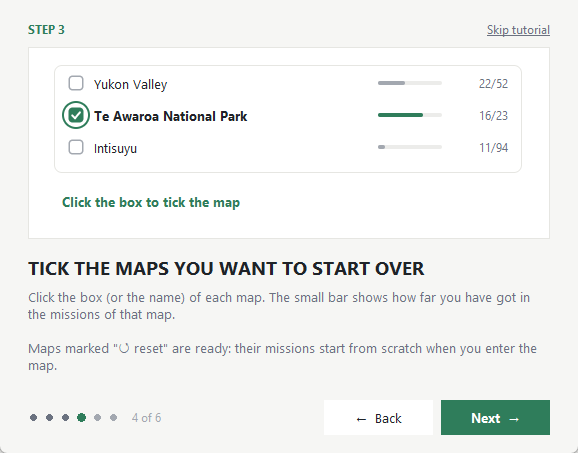 STEP 3
Skip tutorial
Yukon Valley 22/52
Te Awaroa National Park 16/23
Intisuyu 11/94
Click the box to tick the map
TICK THE MAPS YOU WANT TO START OVER
Click the box (or the name) of each map. The small bar shows how far you have got in
the missions of that map.
Maps marked "↺ reset" are ready: their missions start from scratch when you enter the
map.
4 of 6
← Back
Next →